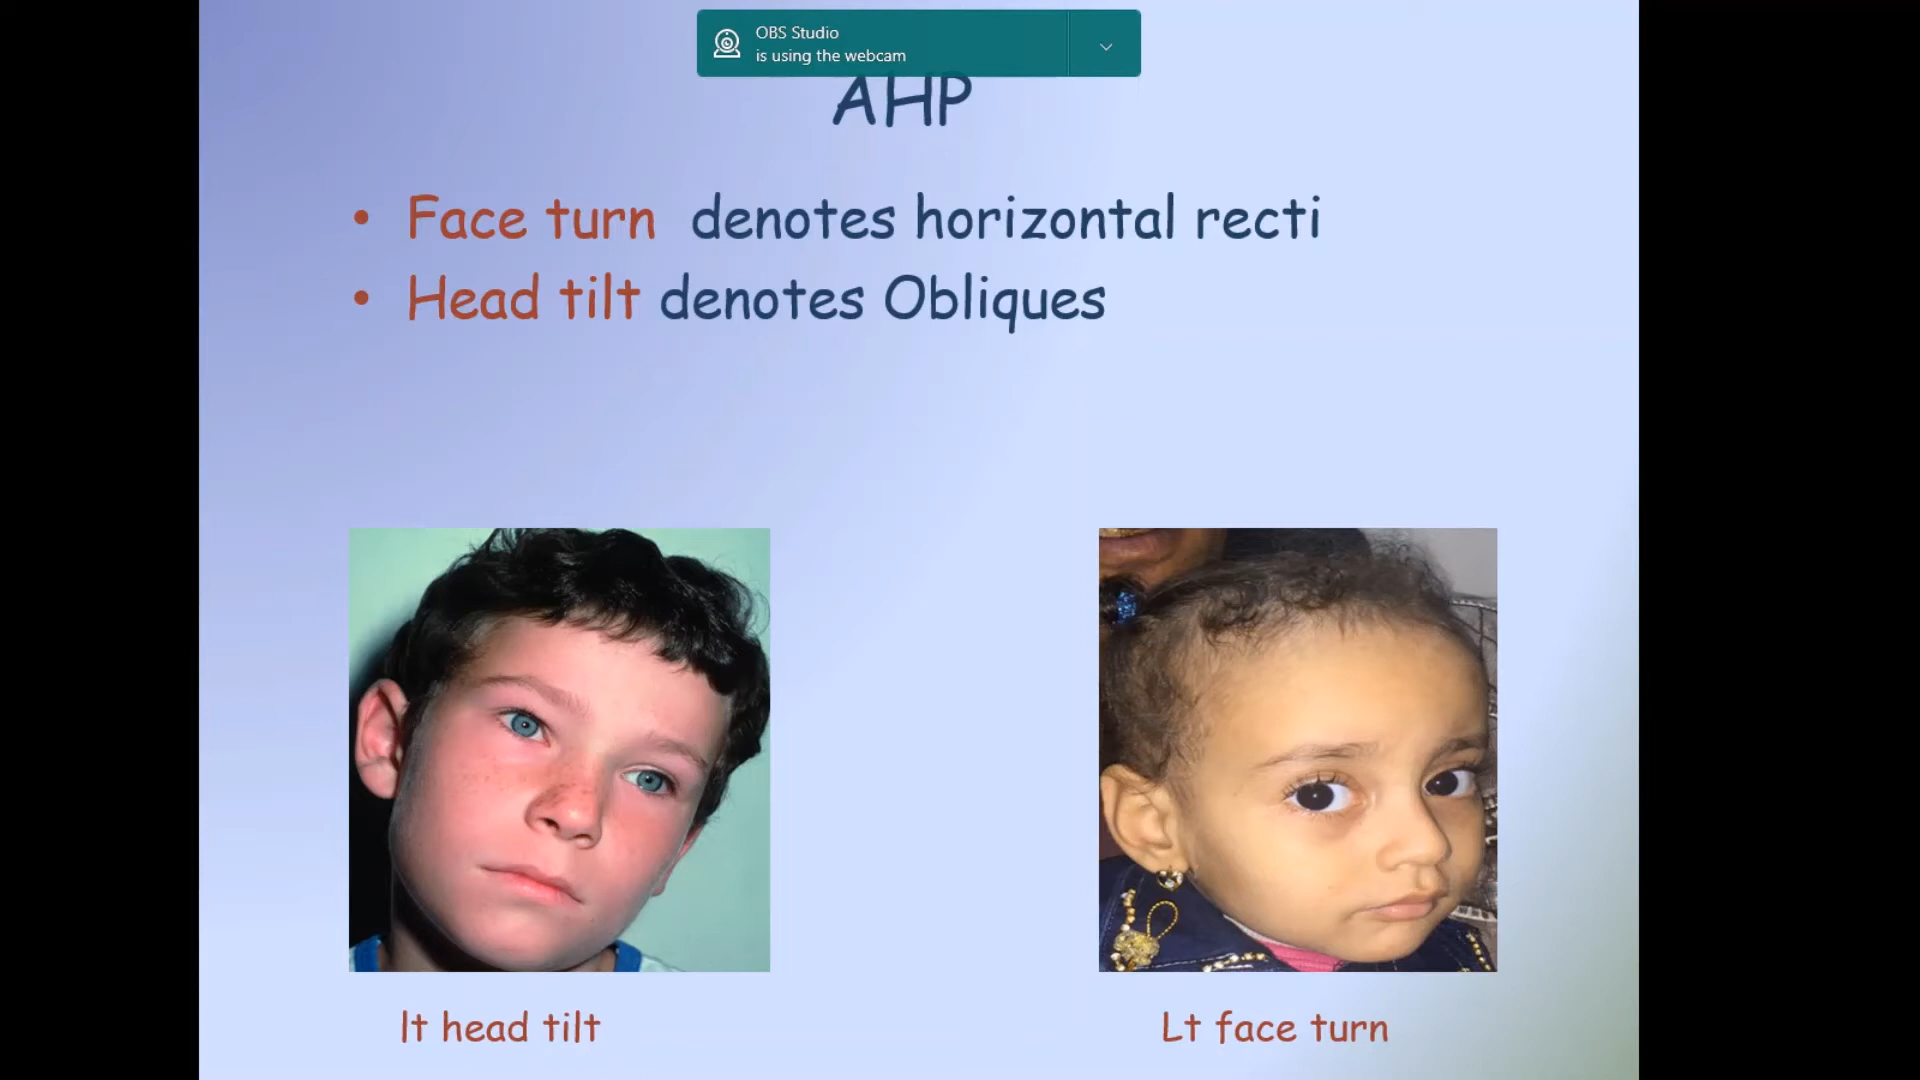 OBS Studio
is using the webcam
AHP
• Face turn denotes horizontal recti
• Head tilt denotes Obliques
lt head tilt
Lt face turn